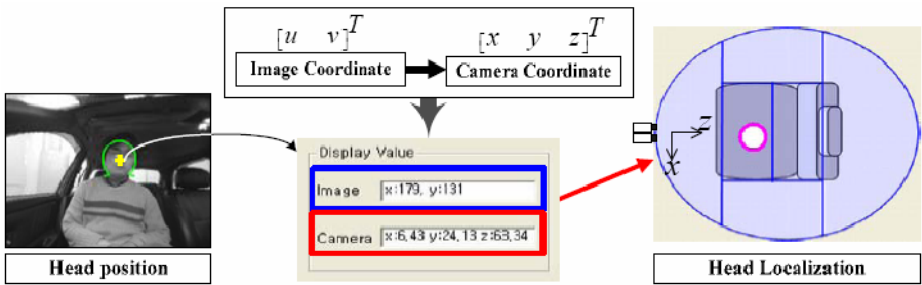 [u v]^T [x y z]^T
Image Coordinate Camera Coordinate
Display Value
Image x:179, y:131
Camera x:6,43 y:24,13 z:63,34
z
x
Head position
Head Localization